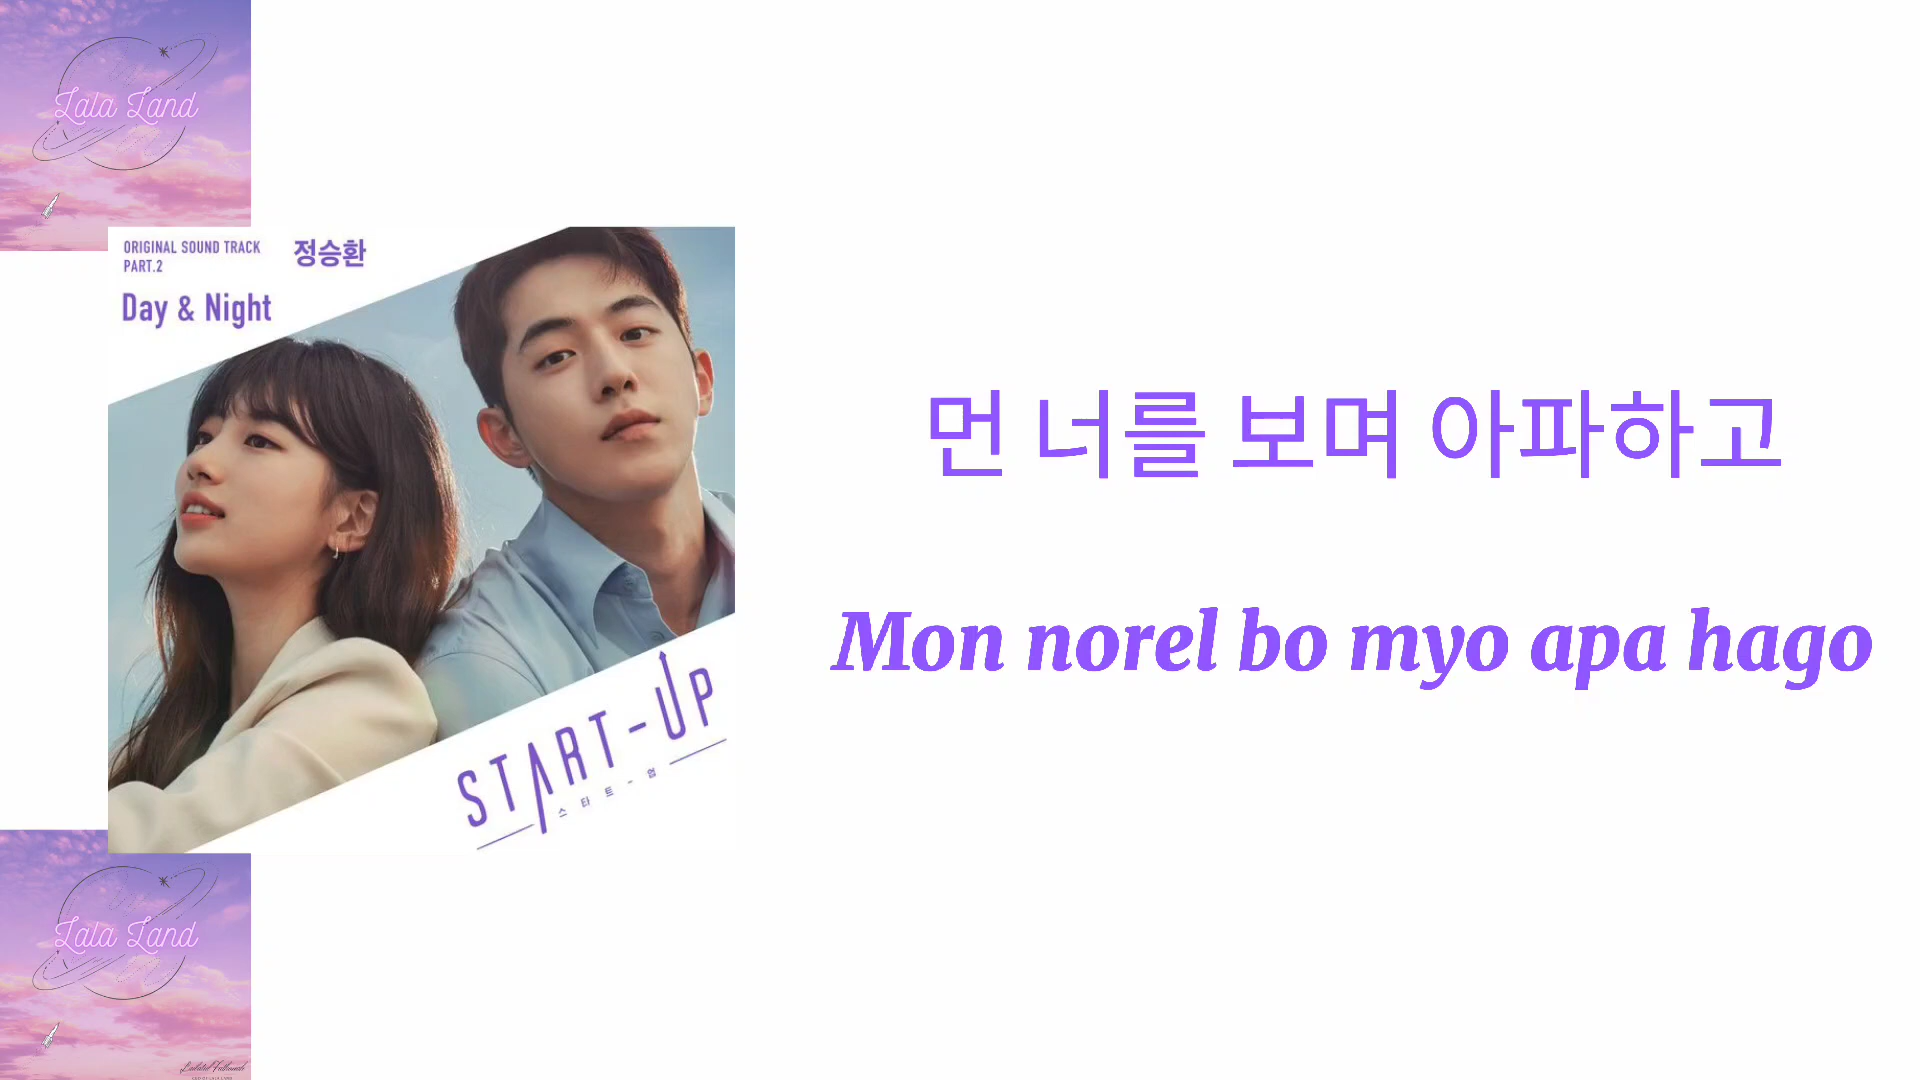 Lala Land
ORIGINAL SOUND TRACK
PART.2
정승환
Day & Night
START-UP
스타트-업
먼 너를 보며 아파하고
Mon norel bo myo apa hago
Lala Land